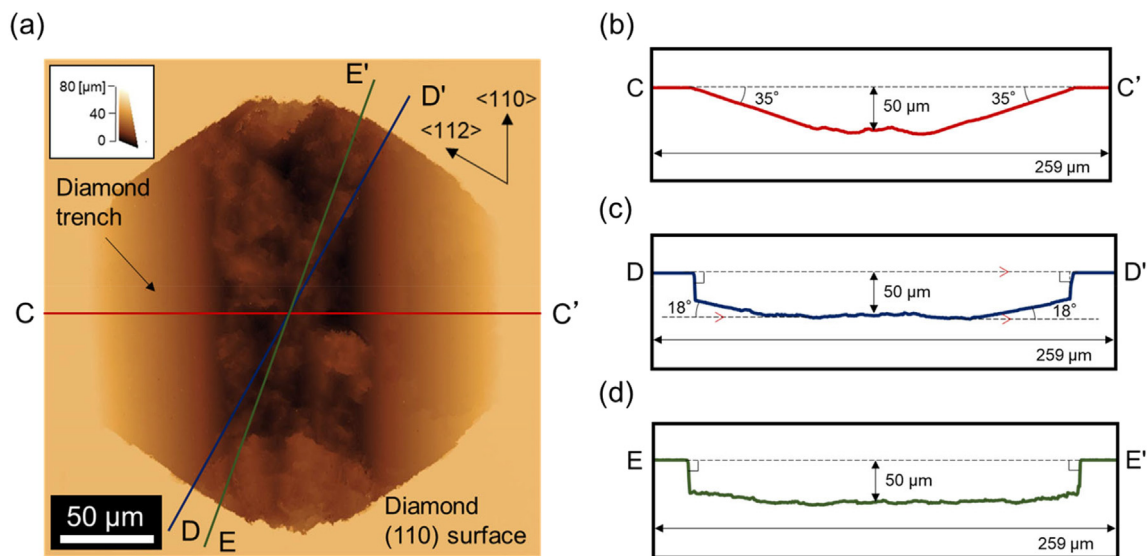 (a)
80 [μm]
40
0
E'
D'
<110>
<112>
Diamond
trench
C
C’
D
E
Diamond
(110) surface
50 μm
(b)
C
C’
35°
50 μm
35°
259 μm
(c)
D
D'
50 μm
18°
18°
259 μm
(d)
E
E'
50 μm
259 μm